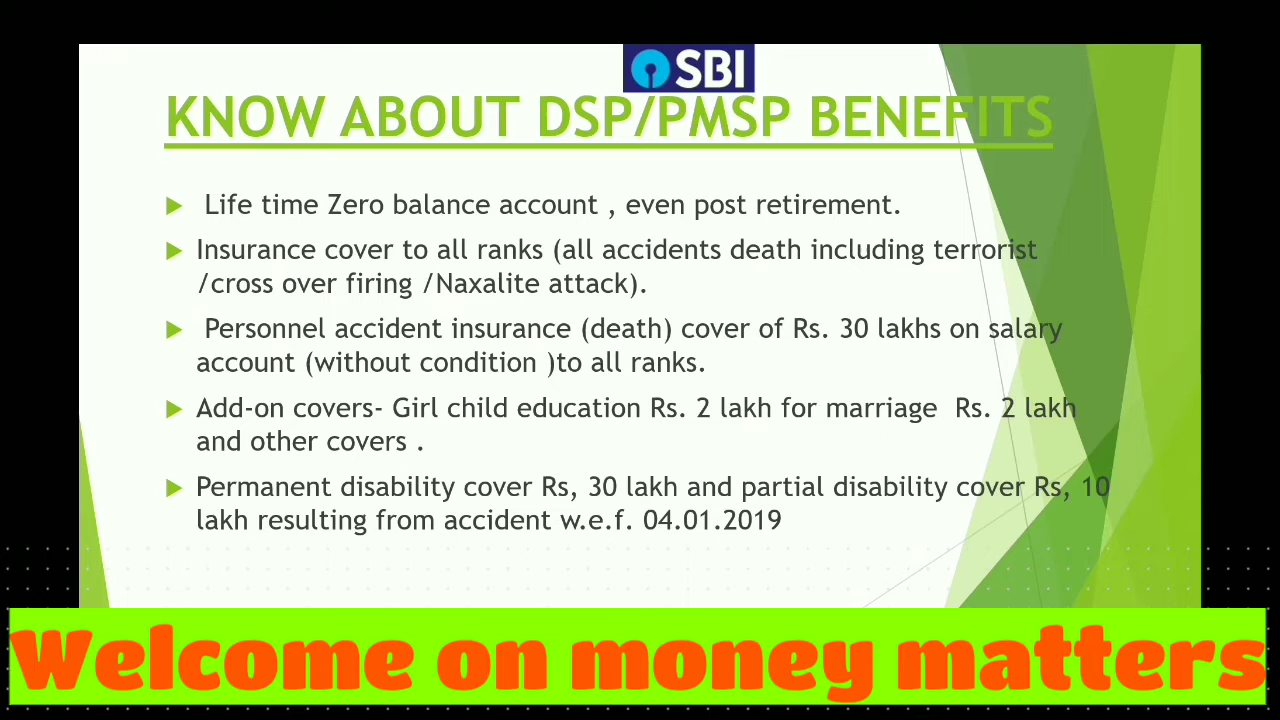 SBI
KNOW ABOUT DSP/PMSP BENEFITS
Life time Zero balance account , even post retirement.
Insurance cover to all ranks (all accidents death including terrorist
/cross over firing /Naxalite attack).
Personnel accident insurance (death) cover of Rs. 30 lakhs on salary
account (without condition )to all ranks.
Add-on covers- Girl child education Rs. 2 lakh for marriage  Rs. 2 lakh
and other covers .
Permanent disability cover Rs, 30 lakh and partial disability cover Rs, 10
lakh resulting from accident w.e.f. 04.01.2019
Welcome on money matters